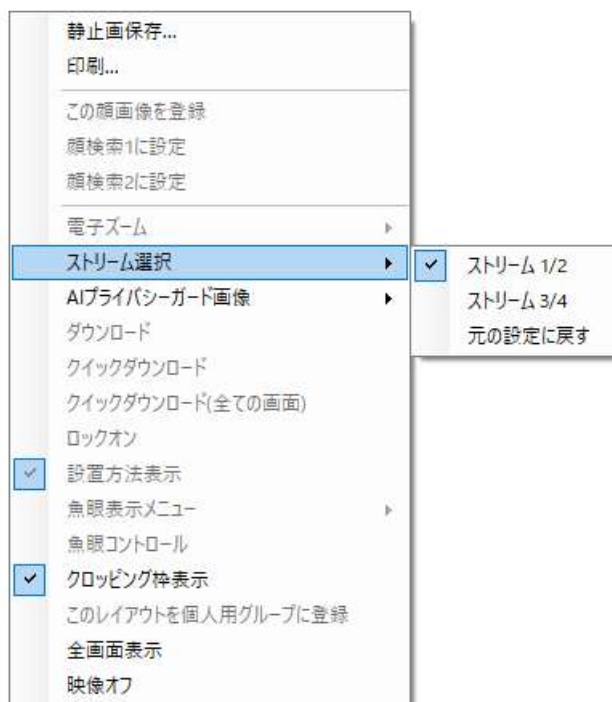 静止画保存...
印刷...
この顔画像を登録
顔検索1に設定
顔検索2に設定
電子ズーム
ストリーム選択
AIプライバシーガード画像
ダウンロード
クイックダウンロード
クイックダウンロード(全ての画面)
ロックオン
設置方法表示
魚眼表示メニュー
魚眼コントロール
クロッピング枠表示
このレイアウトを個人用グループに登録
全画面表示
映像オフ
ストリーム 1/2
ストリーム 3/4
元の設定に戻す